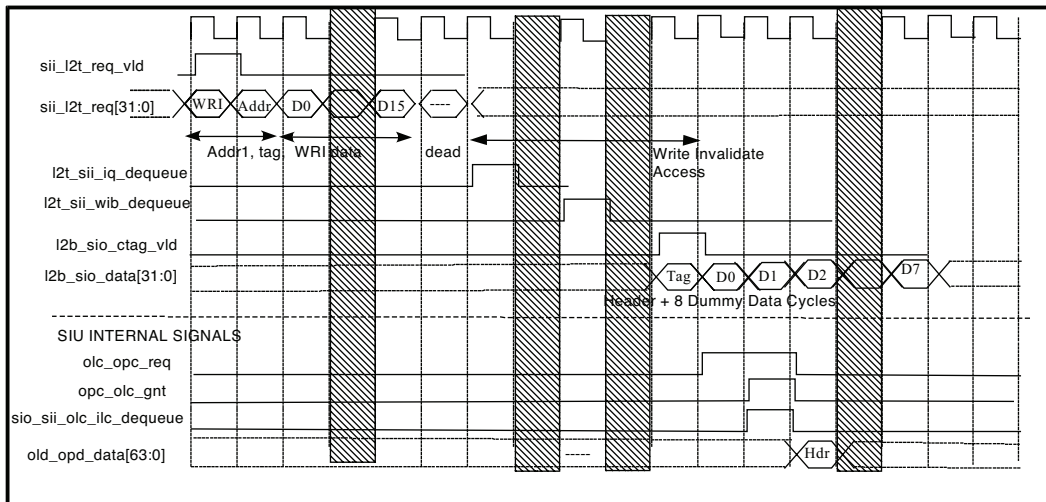 sii_l2t_req_vld
sii_l2t_req[31:0] WRI Addr D0 D15 ----
Addr1, tag, WRI data dead Write Invalidate
Access
l2t_sii_iq_dequeue
l2t_sii_wib_dequeue
l2b_sio_ctag_vld
l2b_sio_data[31:0] Tag D0 D1 D2 D7
Header + 8 Dummy Data Cycles
SIU INTERNAL SIGNALS
olc_opc_req
opc_olc_gnt
sio_sii_olc_ilc_dequeue
old_opd_data[63:0] ----- Hdr